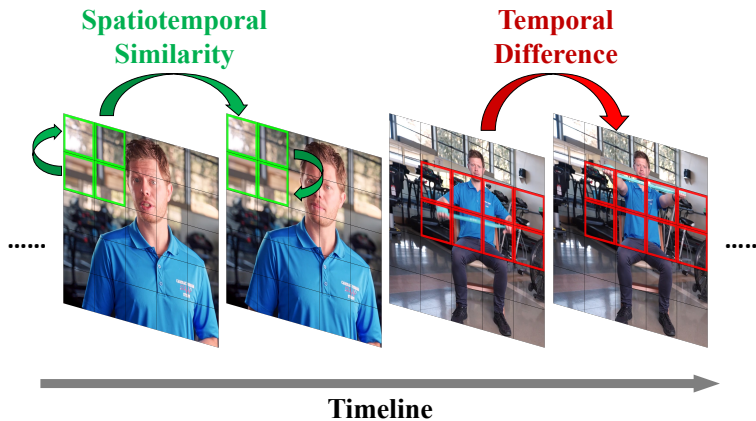 Spatiotemporal
Similarity
Temporal
Difference
......
......
Timeline